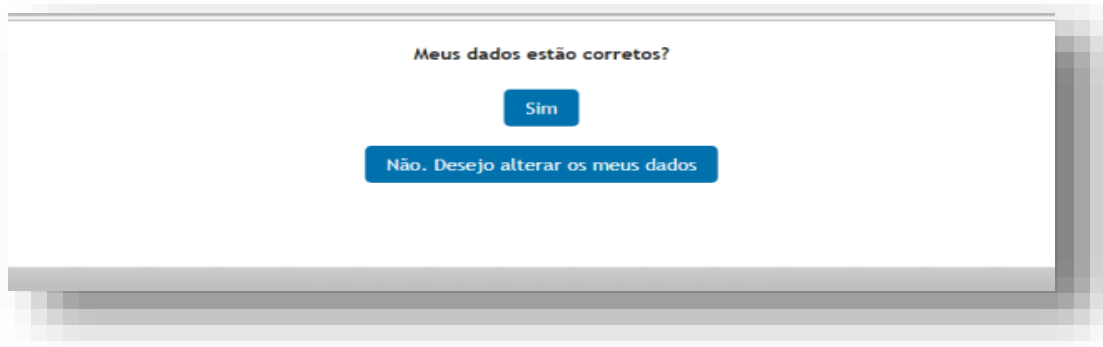 Meus dados estão corretos?
Sim
Não. Desejo alterar os meus dados